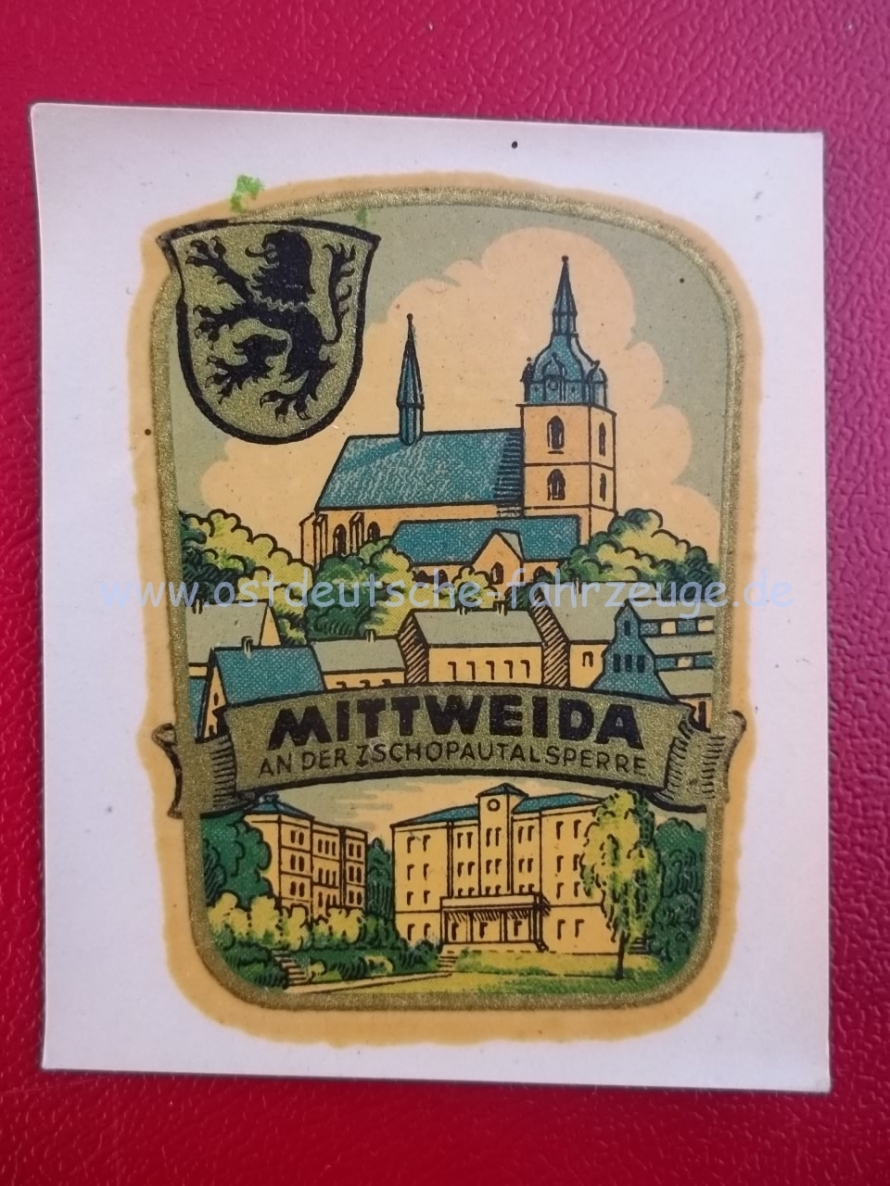 www.ostdeutsche-fahrzeuge.de
MITTWEIDA
AN DER ZSCHOPAUTALSPERRE